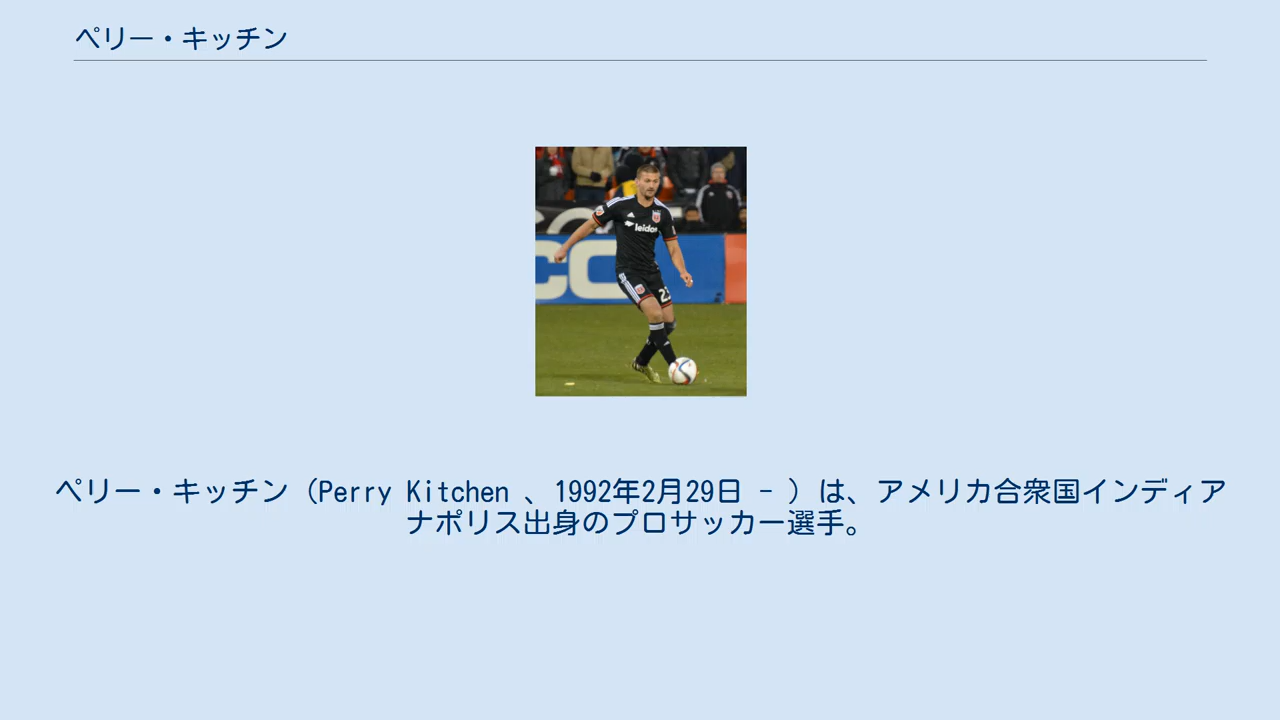 ペリー・キッチン
leidos
ペリー・キッチン（Perry Kitchen 、1992年2月29日 - ）は、アメリカ合衆国インディア
ナポリス出身のプロサッカー選手。